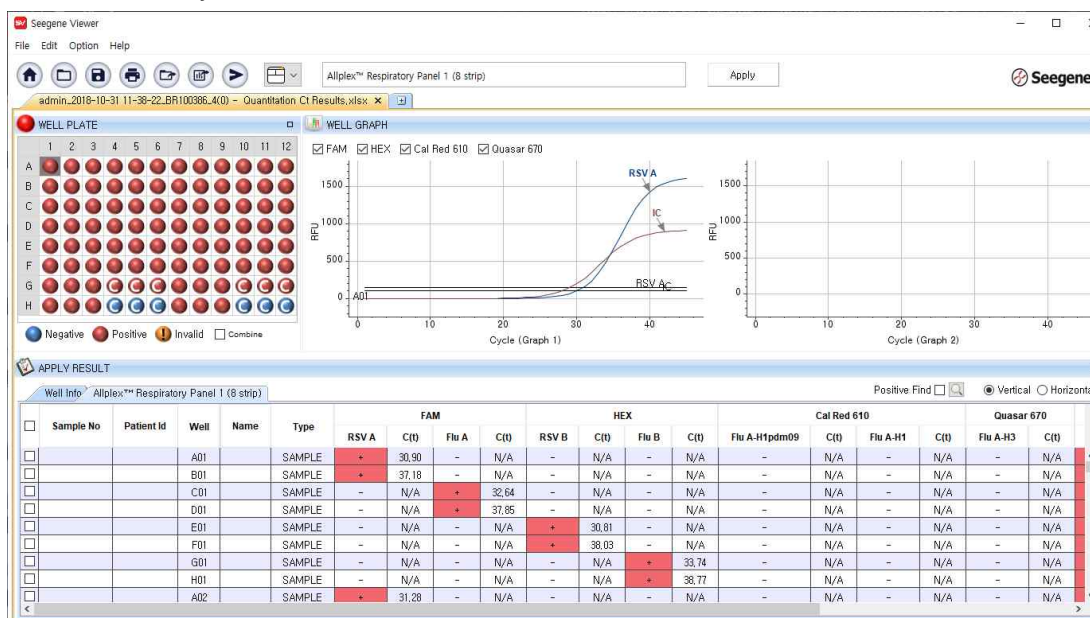 Seegene Viewer
File Edit Option Help
Allplex™ Respiratory Panel 1 (8 strip) Apply Seegene
admin_2018-10-31 11-38-22_BR100386_4(0) - Quantitation Ct Results,xlsx
WELL PLATE
WELL GRAPH
1 2 3 4 5 6 7 8 9 10 11 12
A
B
C
D
E
F
G C C C C C C
H C C C C C C
Negative Positive Invalid Combine
FAM HEX Cal Red 610 Quasar 670
RFU
1500
1000
500
0
RSV A
IC
RSV A
IC
A01
0 10 20 30 40
Cycle (Graph 1)
RFU
1500
1000
500
0
0 10 20 30 40
Cycle (Graph 2)
APPLY RESULT
Well Info Allplex™ Respiratory Panel 1 (8 strip) Positive Find Vertical Horizonta
FAM HEX Cal Red 610 Quasar 670
Sample No Patient Id Well Name Type RSV A C(t) Flu A C(t) RSV B C(t) Flu B C(t) Flu A-H1pdm09 C(t) Flu A-H1 C(t) Flu A-H3 C(t)
A01 SAMPLE + 30,90 - N/A - N/A - N/A - N/A - N/A - N/A
B01 SAMPLE + 37,18 - N/A - N/A - N/A - N/A - N/A - N/A
C01 SAMPLE - N/A + 32,64 - N/A - N/A - N/A - N/A - N/A
D01 SAMPLE - N/A + 37,85 - N/A - N/A - N/A - N/A - N/A
E01 SAMPLE - N/A - N/A + 30,81 - N/A - N/A - N/A - N/A
F01 SAMPLE - N/A - N/A + 38,03 - N/A - N/A - N/A - N/A
G01 SAMPLE - N/A - N/A - N/A + 33,74 - N/A - N/A - N/A
H01 SAMPLE - N/A - N/A - N/A + 38,77 - N/A - N/A - N/A
A02 SAMPLE + 31,28 - N/A - N/A - N/A - N/A - N/A - N/A